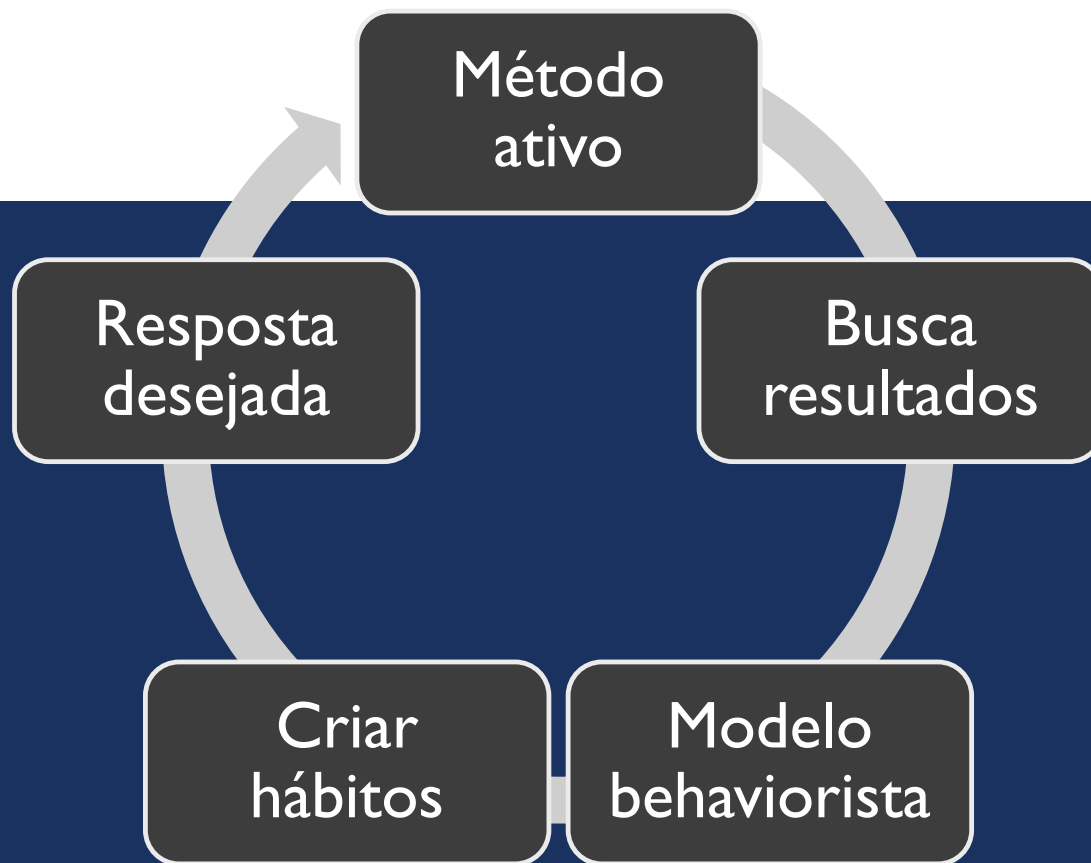 Método
ativo
Busca
resultados
Modelo
behaviorista
Criar
hábitos
Resposta
desejada